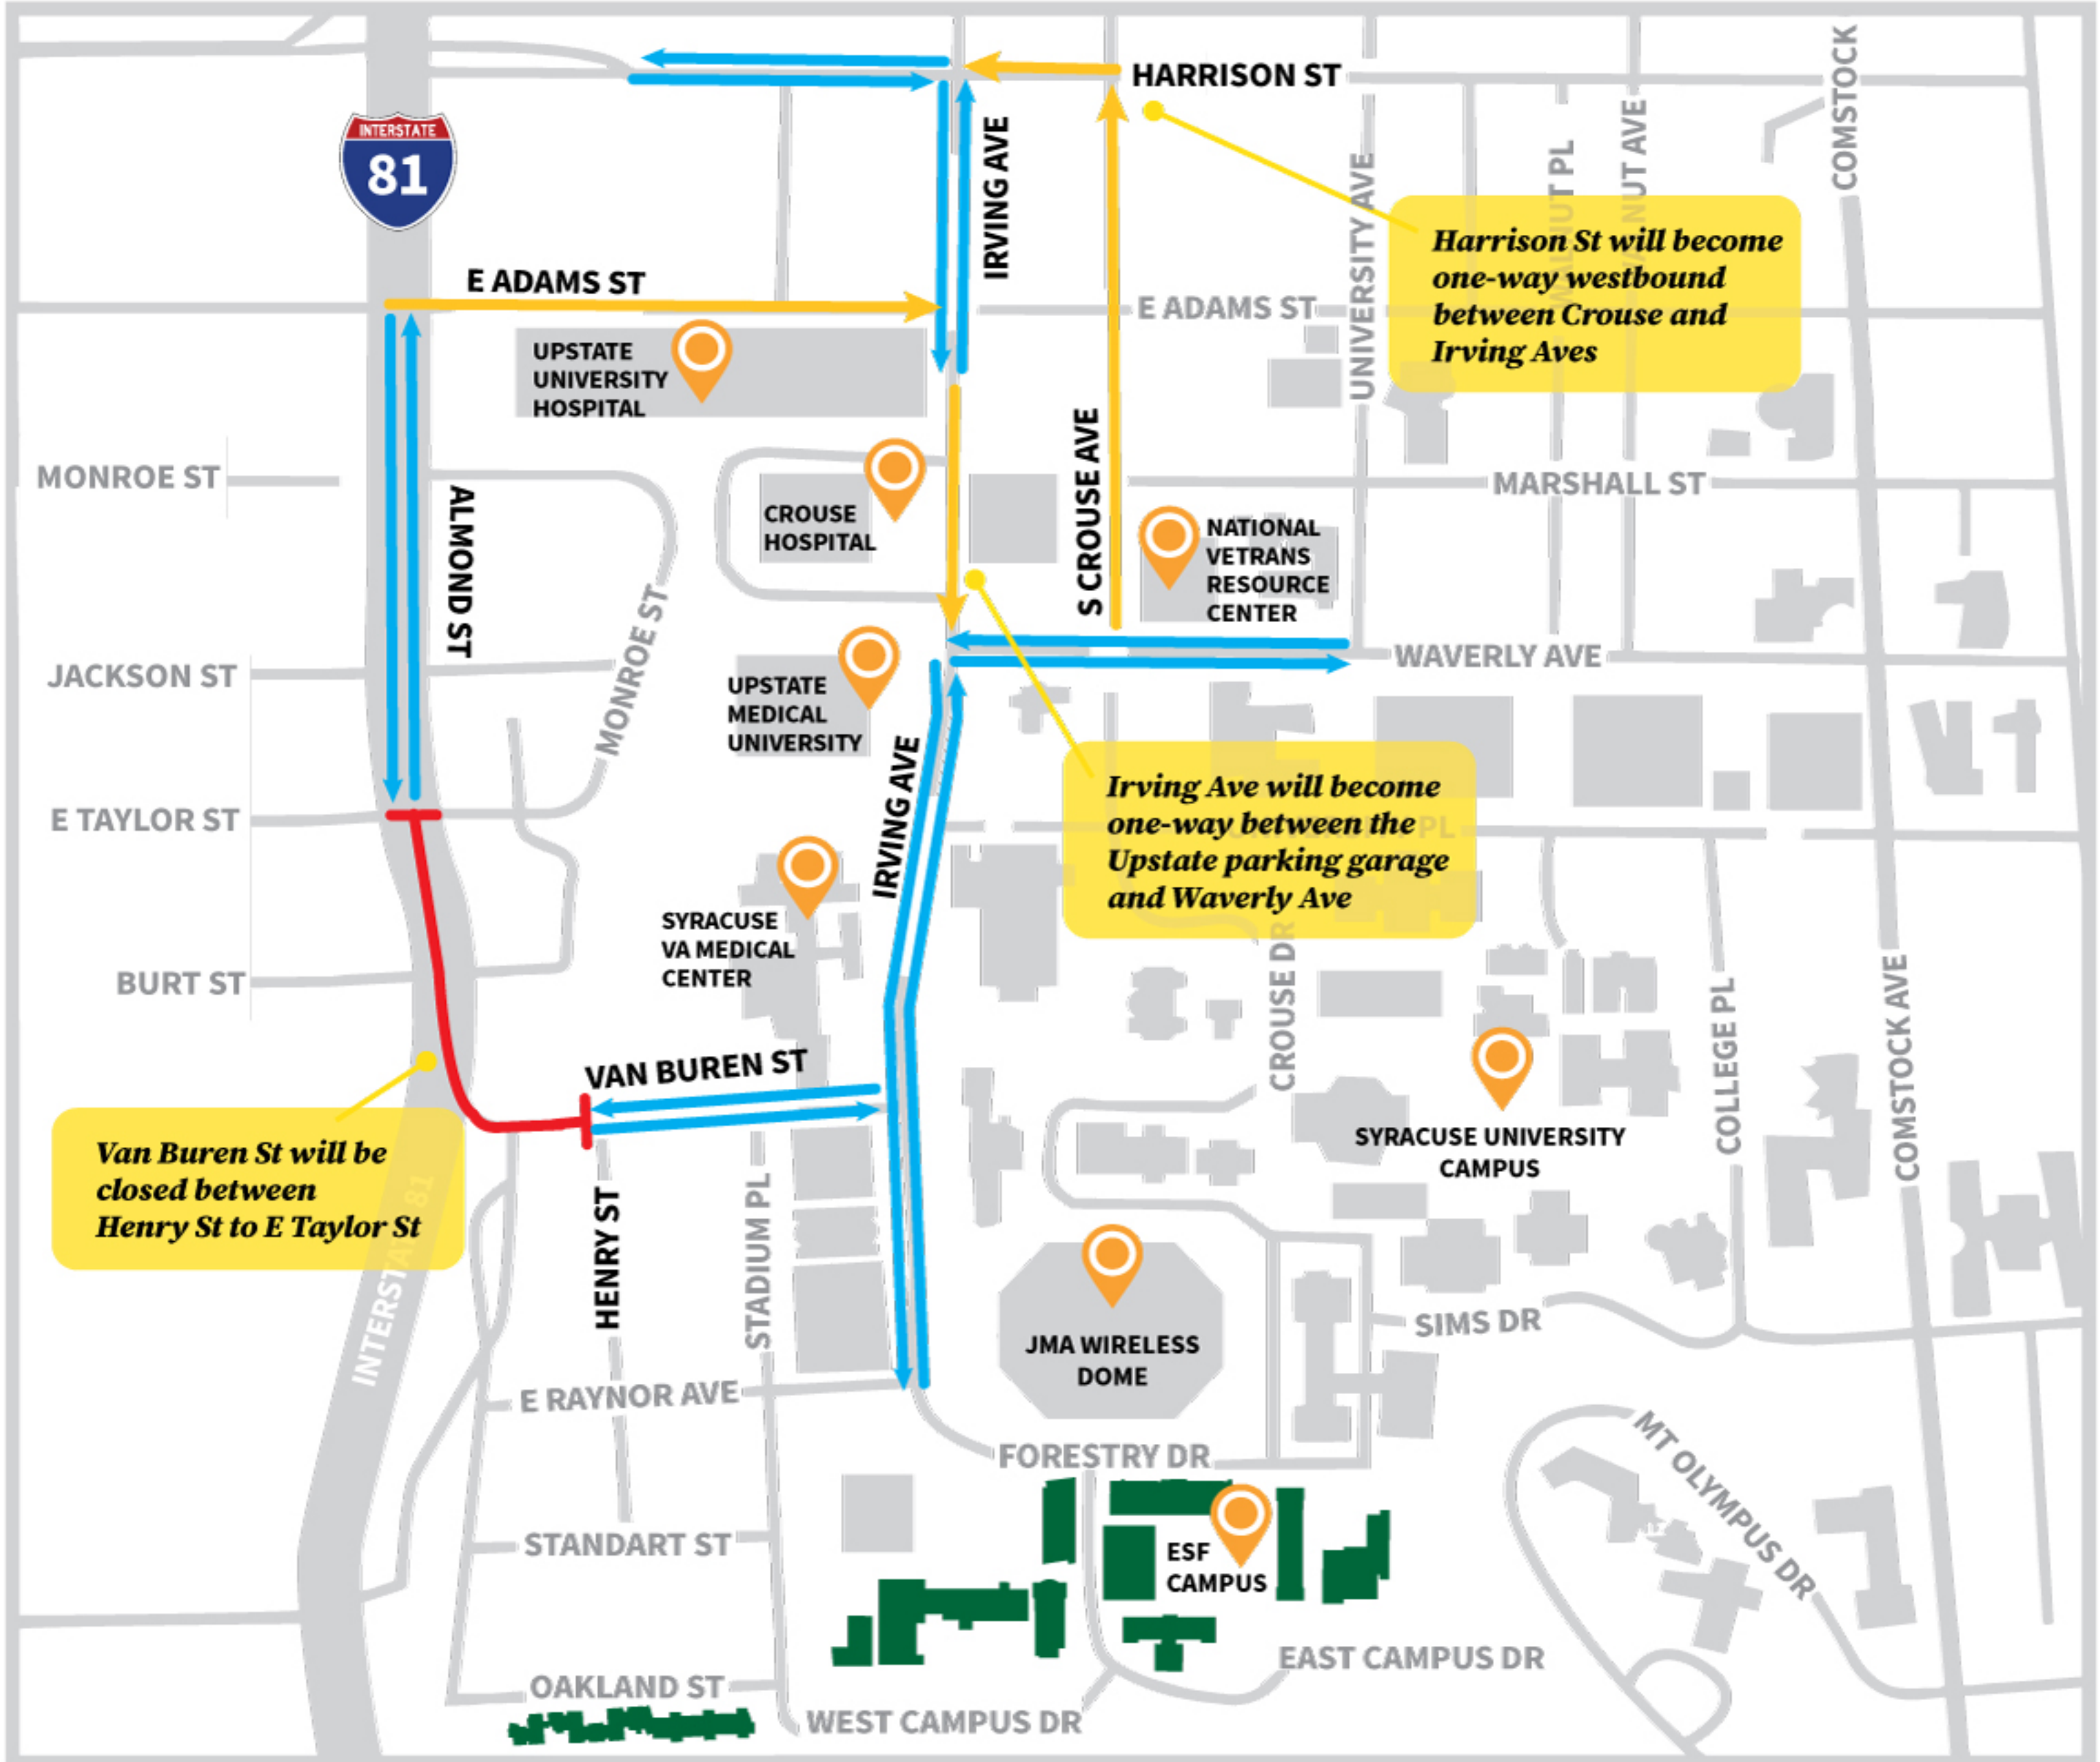 HARRISON ST
COMSTOCK
INTERSTATE
81
IRVING AVE
UNIVERSITY AVE
WALNUT PL
WALNUT AVE
Harrison St will become
one-way westbound
between Crouse and
Irving Aves
E ADAMS ST
E ADAMS ST
UPSTATE
UNIVERSITY
HOSPITAL
MONROE ST
ALMOND ST
CROUSE
HOSPITAL
S CROUSE AVE
MARSHALL ST
NATIONAL
VETRANS
RESOURCE
CENTER
MONROE ST
JACKSON ST
WAVERLY AVE
UPSTATE
MEDICAL
UNIVERSITY
IRVING AVE
E TAYLOR ST
Irving Ave will become
one-way between the
Upstate parking garage
and Waverly Ave
PL
SYRACUSE
VA MEDICAL
CENTER
BURT ST
CROUSE DR
COLLEGE PL
COMSTOCK AVE
VAN BUREN ST
Van Buren St will be
closed between
Henry St to E Taylor St
INTERSTATE 81
SYRACUSE UNIVERSITY
CAMPUS
HENRY ST
STADIUM PL
JMA WIRELESS
DOME
SIMS DR
E RAYNOR AVE
FORESTRY DR
MT OLYMPUS DR
STANDART ST
ESF
CAMPUS
EAST CAMPUS DR
OAKLAND ST
WEST CAMPUS DR